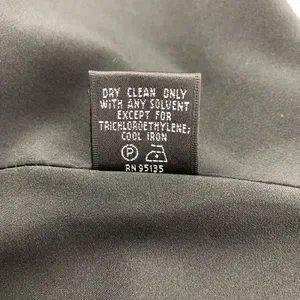 DRY CLEAN ONLY
WITH ANY SOLVENT
EXCEPT FOR
TRICHLOROETHYLENE;
COOL IRON
P
RN 95135